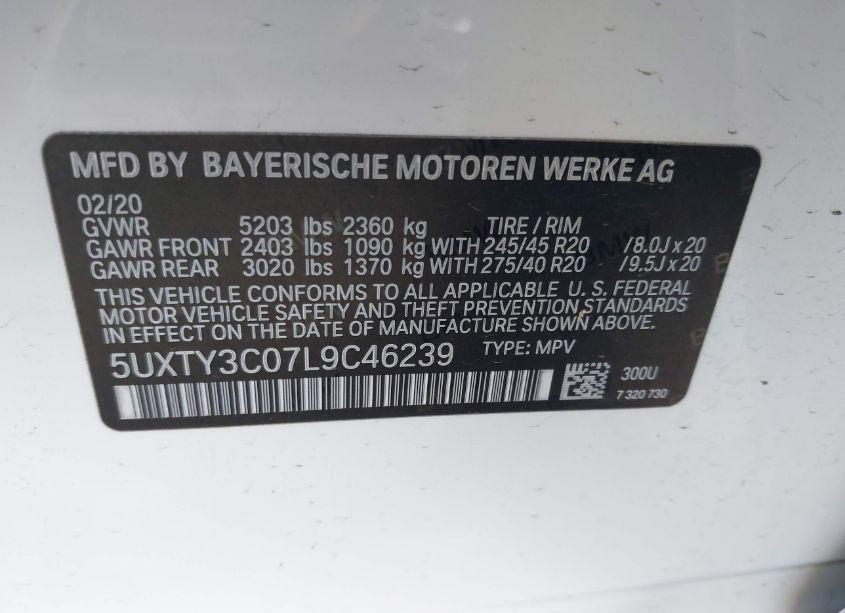 MFD BY BAYERISCHE MOTOREN WERKE AG
02/20
GVWR 5203 lbs 2360 kg TIRE / RIM
GAWR FRONT 2403 lbs 1090 kg WITH 245/45 R20 /8.0J x 20
GAWR REAR 3020 lbs 1370 kg WITH 275/40 R20 /9.5J x 20
THIS VEHICLE CONFORMS TO ALL APPLICABLE U. S. FEDERAL
MOTOR VEHICLE SAFETY AND THEFT PREVENTION STANDARDS
IN EFFECT ON THE DATE OF MANUFACTURE SHOWN ABOVE.
5UXTY3C07L9C46239 TYPE: MPV
300U
7 320 730